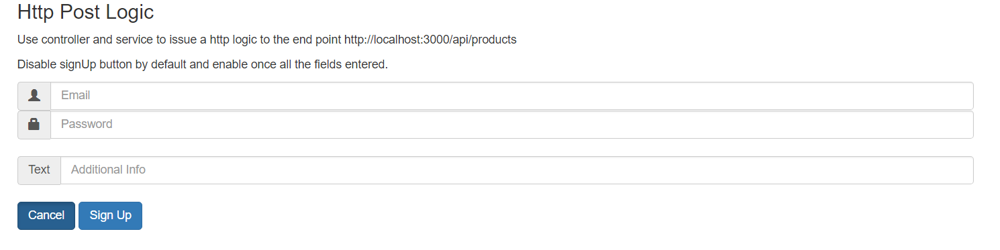 Http Post Logic
Use controller and service to issue a http logic to the end point http://localhost:3000/api/products
Disable signUp button by default and enable once all the fields entered.
Email
Password
Text Additional Info
Cancel Sign Up